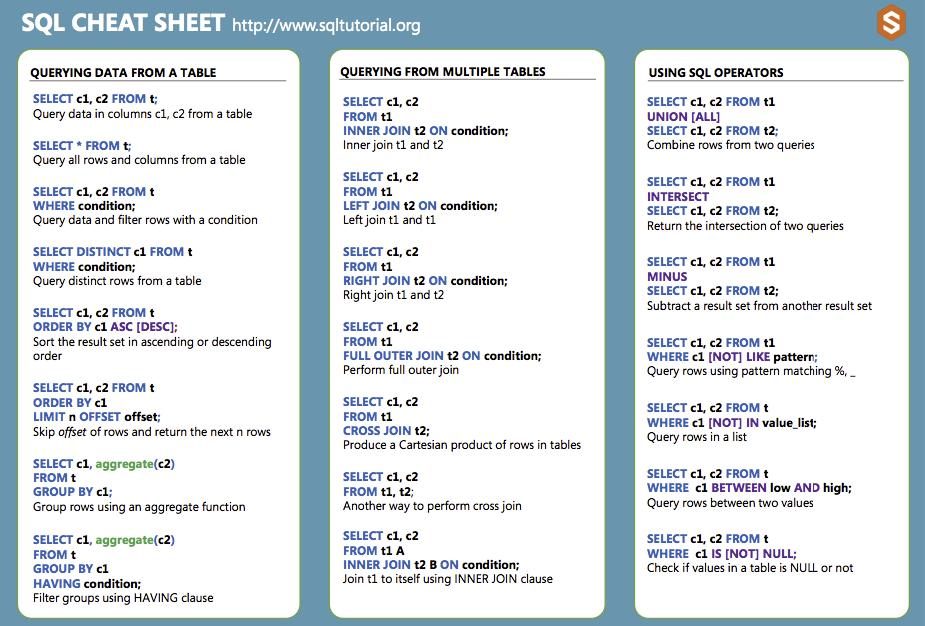 SQL CHEAT SHEET http://www.sqltutorial.org
S
QUERYING DATA FROM A TABLE
SELECT c1, c2 FROM t;
Query data in columns c1, c2 from a table
SELECT * FROM t;
Query all rows and columns from a table
SELECT c1, c2 FROM t
WHERE condition;
Query data and filter rows with a condition
SELECT DISTINCT c1 FROM t
WHERE condition;
Query distinct rows from a table
SELECT c1, c2 FROM t
ORDER BY c1 ASC [DESC];
Sort the result set in ascending or descending
order
SELECT c1, c2 FROM t
ORDER BY c1
LIMIT n OFFSET offset;
Skip offset of rows and return the next n rows
SELECT c1, aggregate(c2)
FROM t
GROUP BY c1;
Group rows using an aggregate function
SELECT c1, aggregate(c2)
FROM t
GROUP BY c1
HAVING condition;
Filter groups using HAVING clause
QUERYING FROM MULTIPLE TABLES
SELECT c1, c2
FROM t1
INNER JOIN t2 ON condition;
Inner join t1 and t2
SELECT c1, c2
FROM t1
LEFT JOIN t2 ON condition;
Left join t1 and t1
SELECT c1, c2
FROM t1
RIGHT JOIN t2 ON condition;
Right join t1 and t2
SELECT c1, c2
FROM t1
FULL OUTER JOIN t2 ON condition;
Perform full outer join
SELECT c1, c2
FROM t1
CROSS JOIN t2;
Produce a Cartesian product of rows in tables
SELECT c1, c2
FROM t1, t2;
Another way to perform cross join
SELECT c1, c2
FROM t1 A
INNER JOIN t2 B ON condition;
Join t1 to itself using INNER JOIN clause
USING SQL OPERATORS
SELECT c1, c2 FROM t1
UNION [ALL]
SELECT c1, c2 FROM t2;
Combine rows from two queries
SELECT c1, c2 FROM t1
INTERSECT
SELECT c1, c2 FROM t2;
Return the intersection of two queries
SELECT c1, c2 FROM t1
MINUS
SELECT c1, c2 FROM t2;
Subtract a result set from another result set
SELECT c1, c2 FROM t1
WHERE c1 [NOT] LIKE pattern;
Query rows using pattern matching %, _
SELECT c1, c2 FROM t
WHERE c1 [NOT] IN value_list;
Query rows in a list
SELECT c1, c2 FROM t
WHERE c1 BETWEEN low AND high;
Query rows between two values
SELECT c1, c2 FROM t
WHERE c1 IS [NOT] NULL;
Check if values in a table is NULL or not